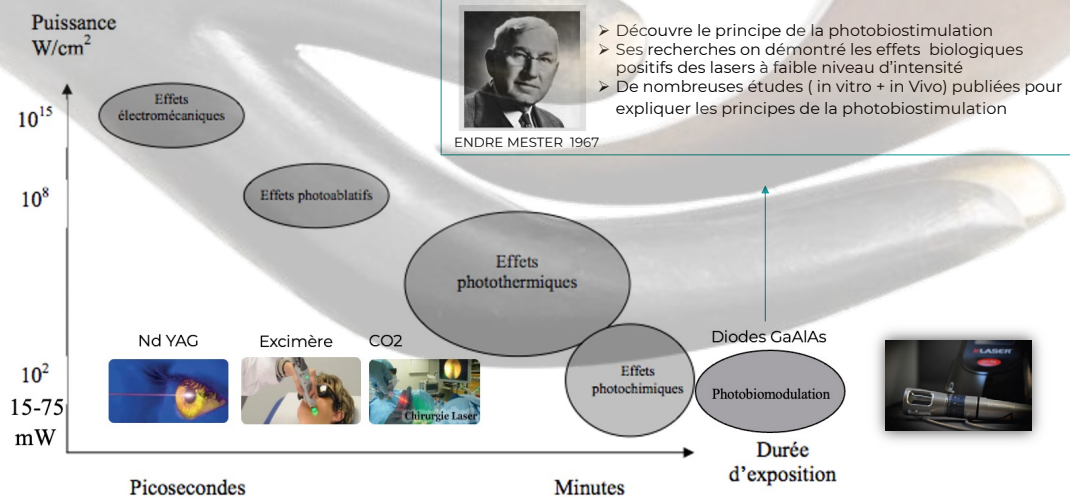 Puissance
W/cm²
10¹⁵
10⁸
10²
15-75
mW
Effets
électromécaniques
Effets photoablatifs
Effets
photothermiques
Effets
photochimiques
Photobiomodulation
Diodes GaAlAs
Nd YAG
Excimère
CO2
Chirurgie Laser
LASER
Picosecondes
Minutes
Durée
d’exposition
ENDRE MESTER 1967
➢ Découvre le principe de la photobiostimulation
➢ Ses recherches on démontré les effets biologiques
positifs des lasers à faible niveau d’intensité
➢ De nombreuses études ( in vitro + in Vivo) publiées pour
expliquer les principes de la photobiostimulation